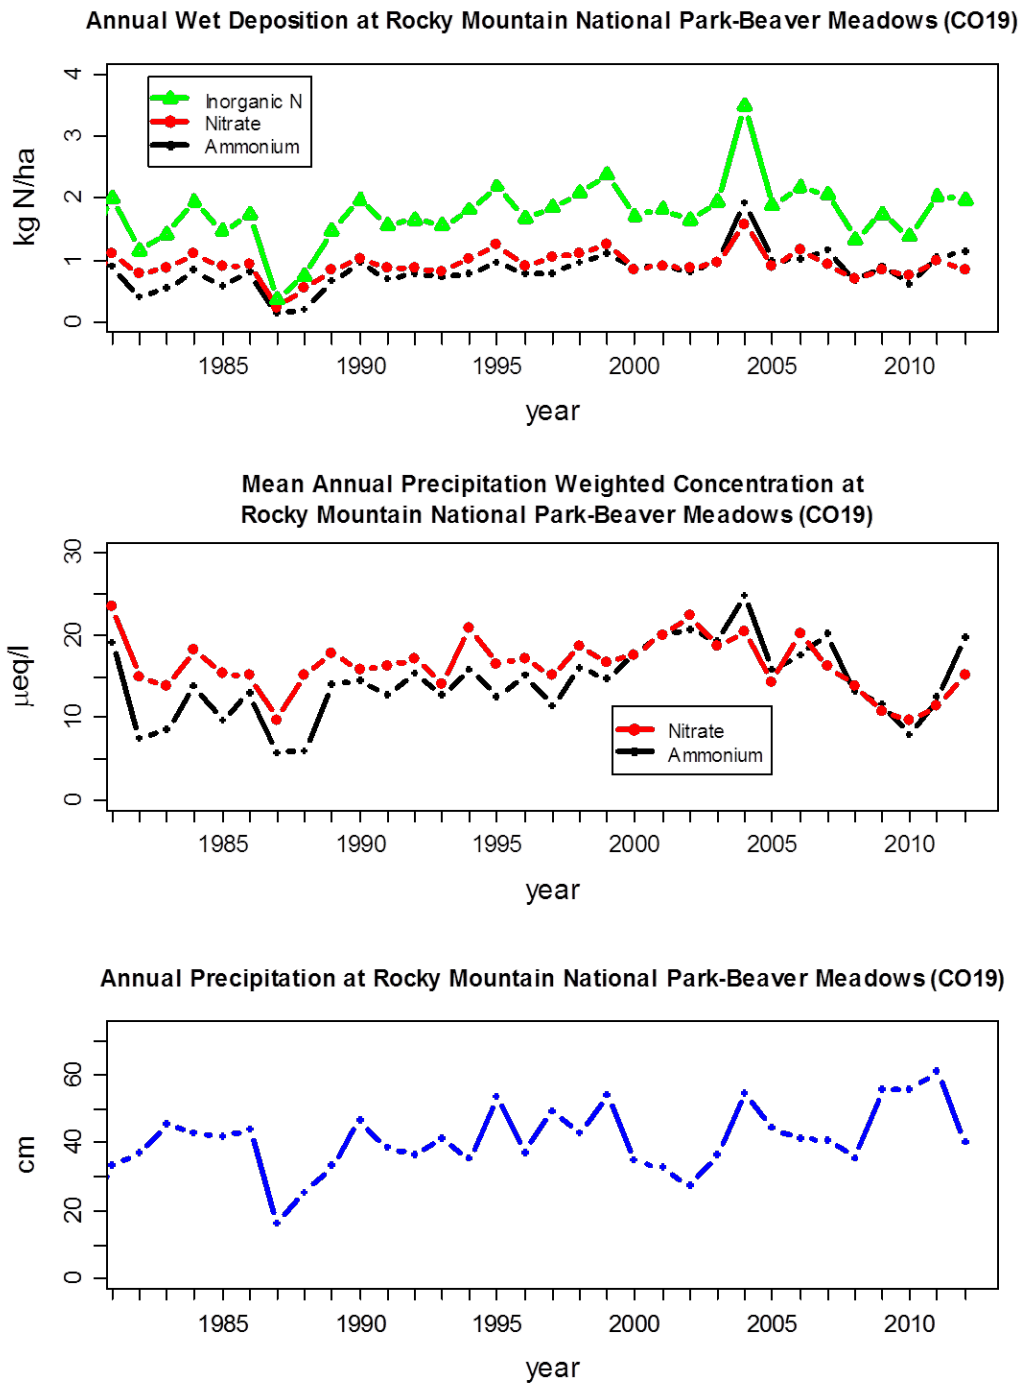 Annual Wet Deposition at Rocky Mountain National Park-Beaver Meadows (CO19)
kg N/ha
4
3
2
1
0
Inorganic N
Nitrate
Ammonium
1985 1990 1995 2000 2005 2010
year
Mean Annual Precipitation Weighted Concentration at
Rocky Mountain National Park-Beaver Meadows (CO19)
µeq/l
30
20
10
0
Nitrate
Ammonium
1985 1990 1995 2000 2005 2010
year
Annual Precipitation at Rocky Mountain National Park-Beaver Meadows (CO19)
cm
60
40
20
0
1985 1990 1995 2000 2005 2010
year